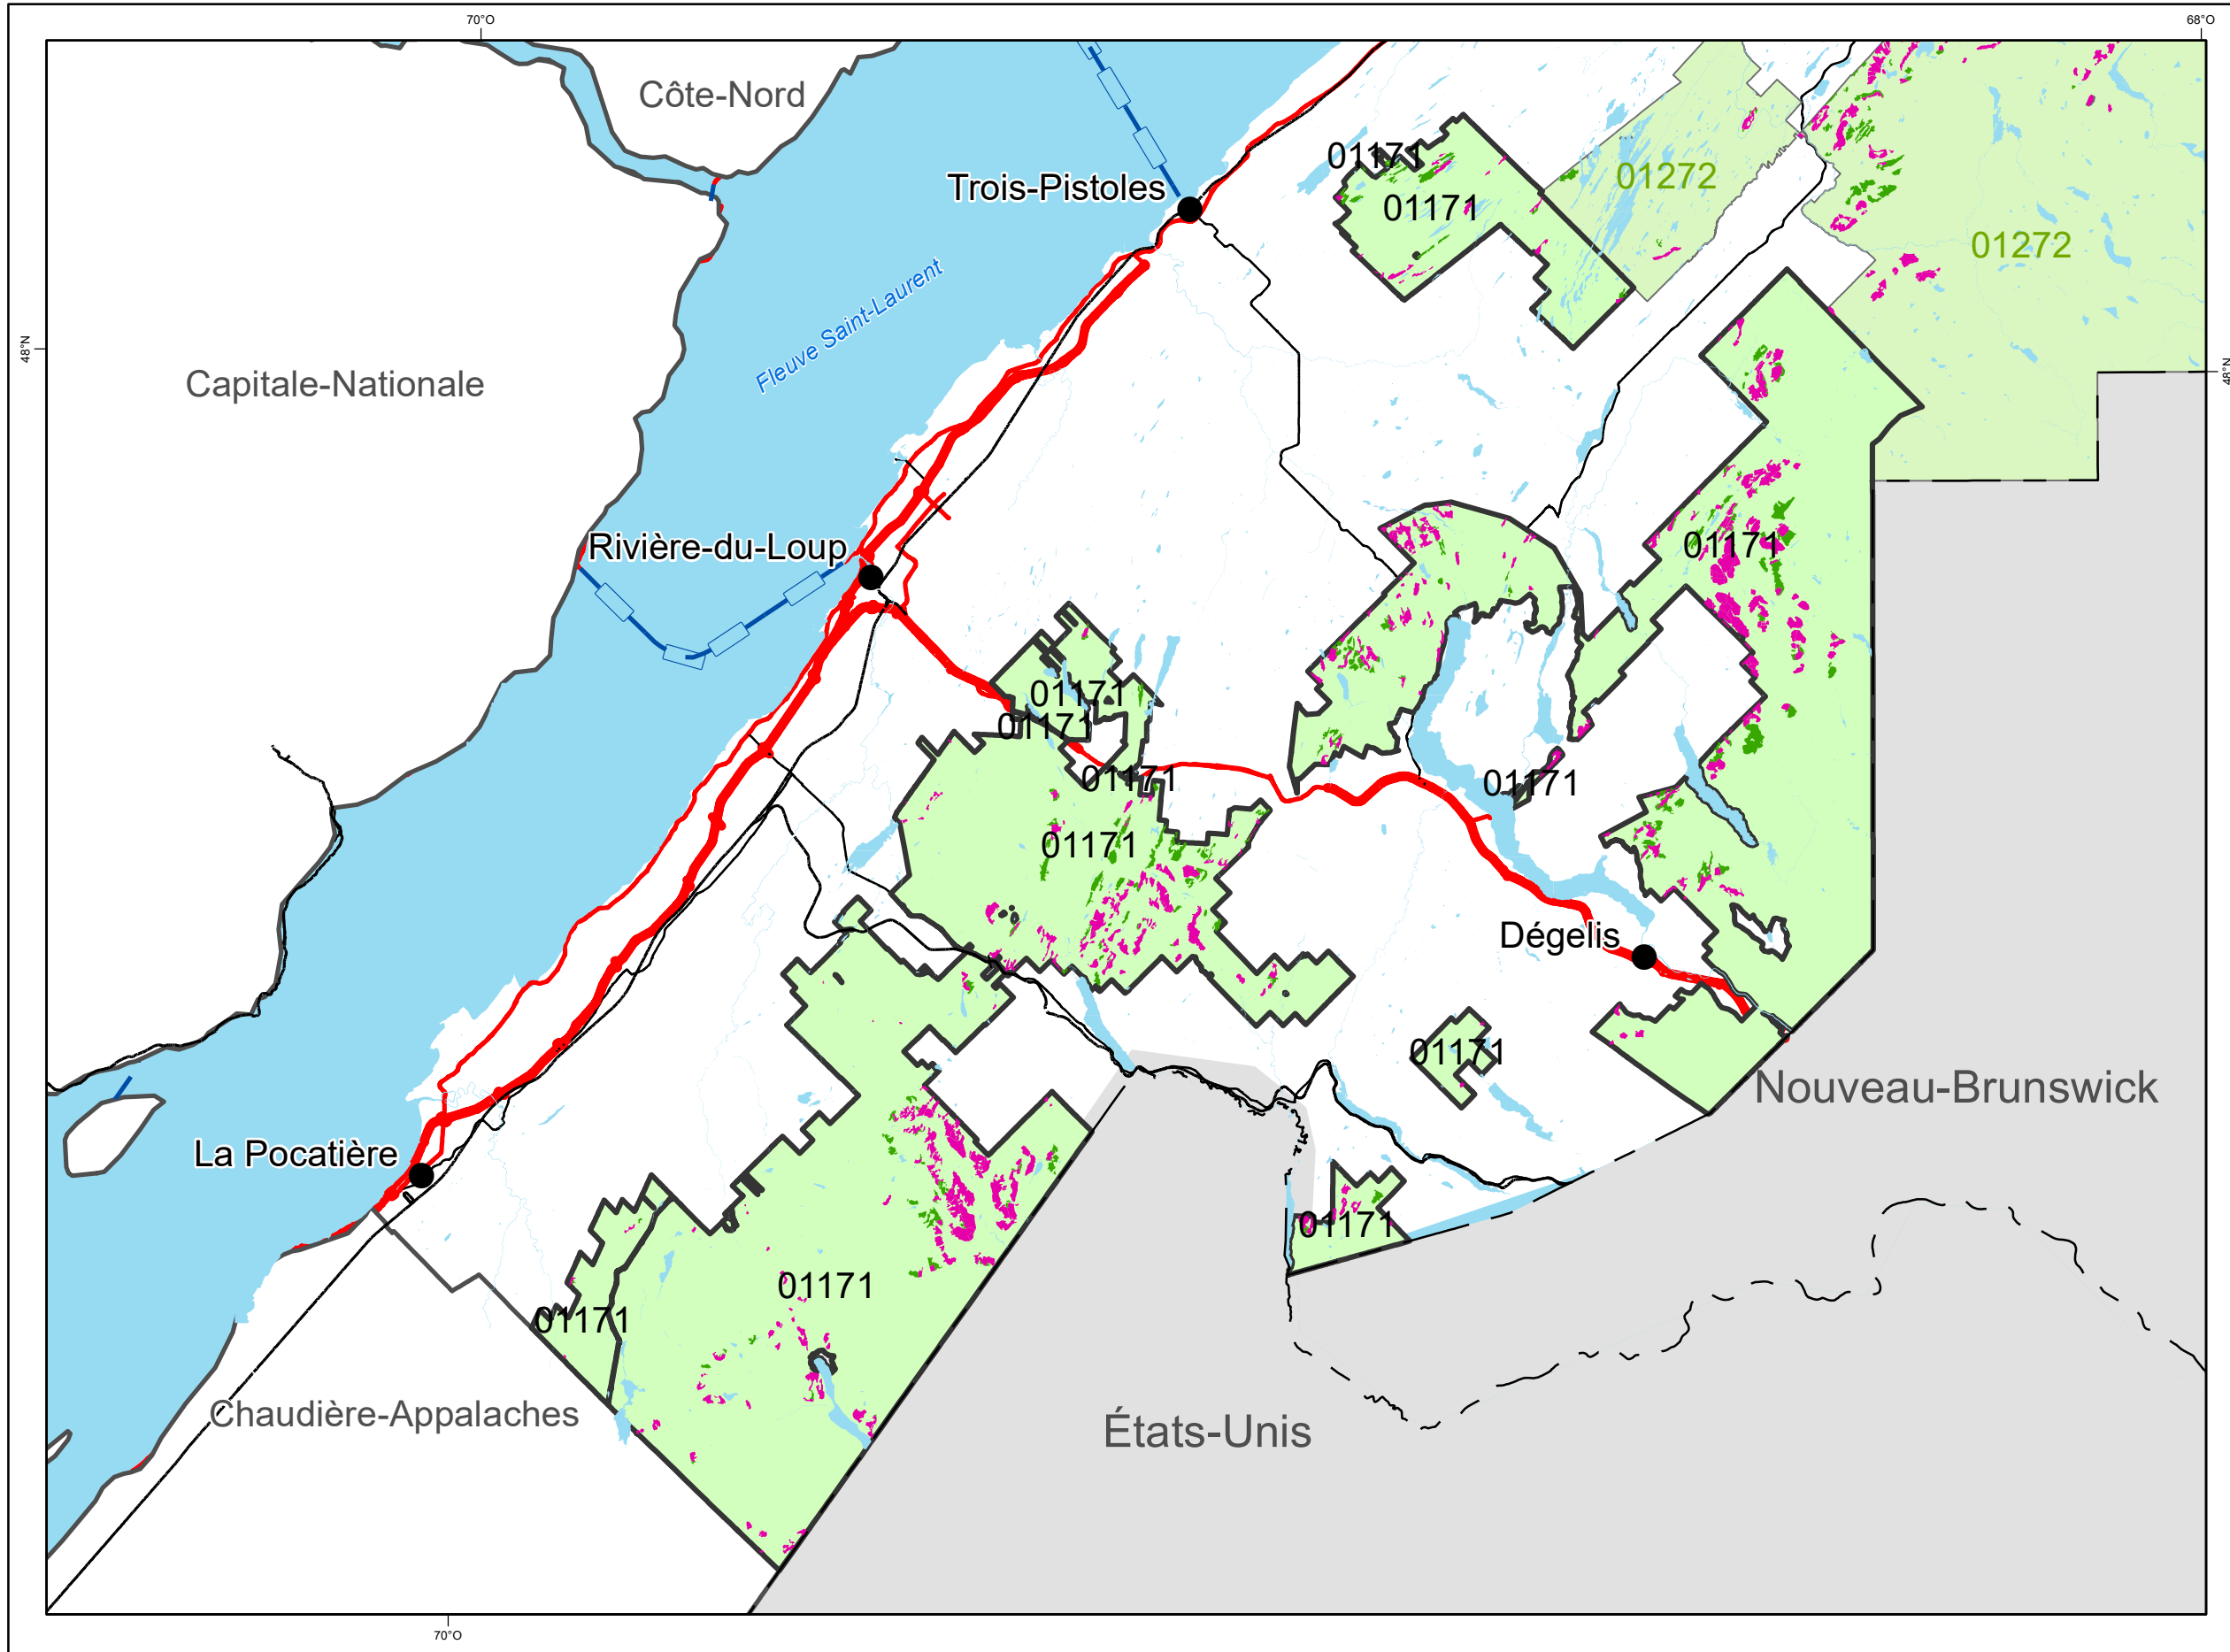 70°O
68°O
Côte-Nord
01171
Trois-Pistoles
01272
01171
01272
Fleuve Saint-Laurent
48°N
48°N
Capitale-Nationale
Rivière-du-Loup
01171
01171
01171
01171
01171
01171
Dégelis
01171
Nouveau-Brunswick
La Pocatière
01171
01171
01171
Chaudière-Appalaches
États-Unis
70°O